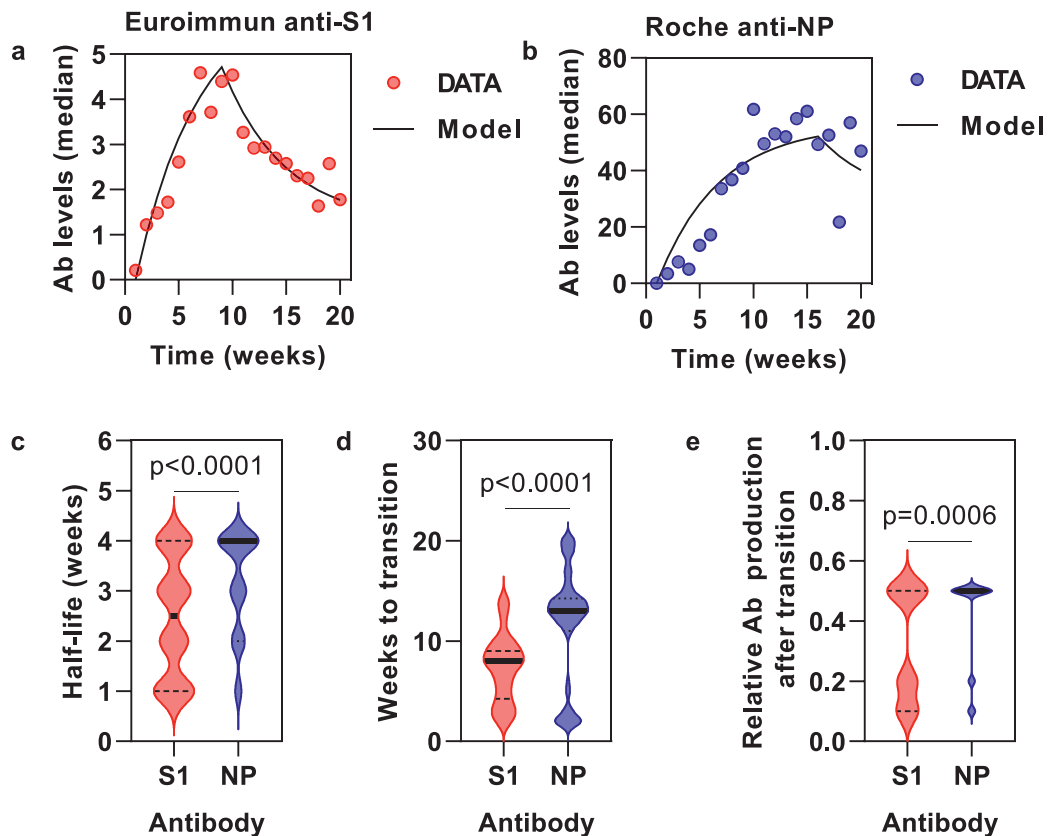 Euroimmun anti-S1
a
Ab levels (median)
5
4
3
2
1
0
0 5 10 15 20
Time (weeks)
DATA
Model
Roche anti-NP
b
Ab levels (median)
80
60
40
20
0
0 5 10 15 20
Time (weeks)
DATA
Model
c
Half-life (weeks)
6
5
4
3
2
1
0
p<0.0001
S1 NP
Antibody
d
Weeks to transition
30
20
10
0
p<0.0001
S1 NP
Antibody
e
Relative Ab production
after transition
1.0
0.8
0.6
0.4
0.2
0.0
p=0.0006
S1 NP
Antibody